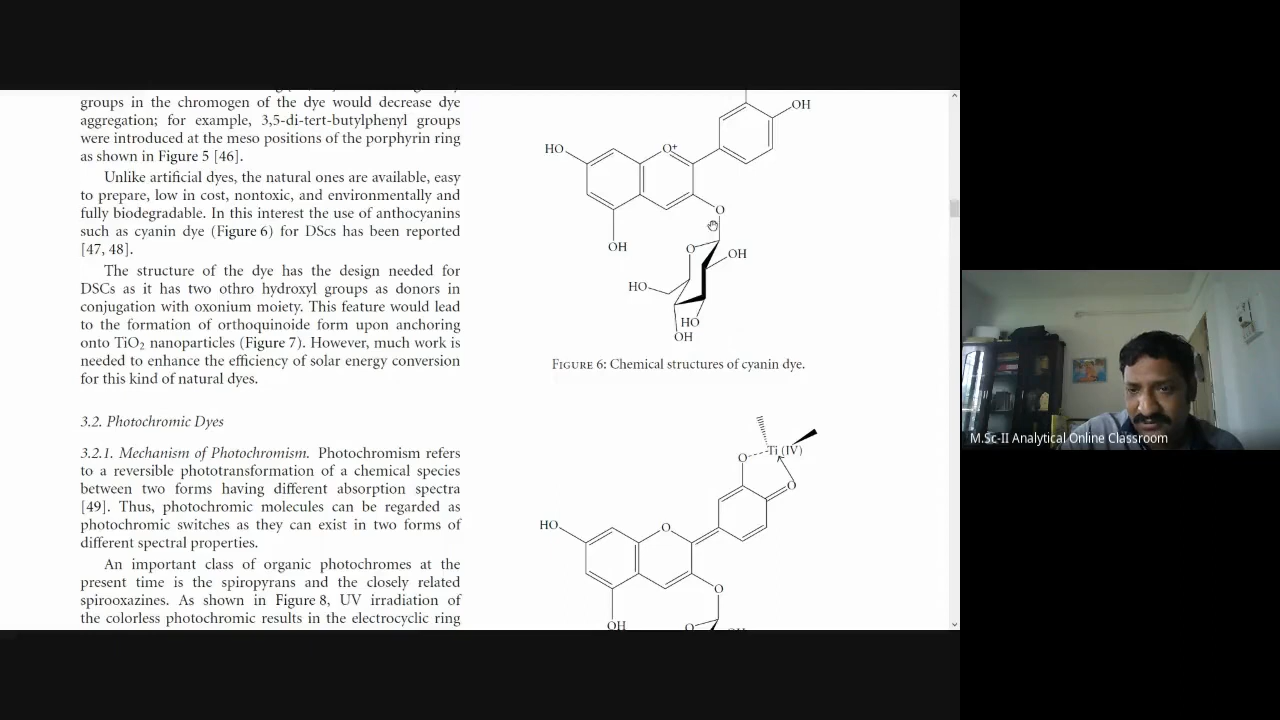 groups in the chromogen of the dye would decrease dye
aggregation; for example, 3,5-di-tert-butylphenyl groups
were introduced at the meso positions of the porphyrin ring
as shown in Figure 5 [46].
Unlike artificial dyes, the natural ones are available, easy
to prepare, low in cost, nontoxic, and environmentally and
fully biodegradable. In this interest the use of anthocyanins
such as cyanin dye (Figure 6) for DScs has been reported
[47, 48].
The structure of the dye has the design needed for
DSCs as it has two othro hydroxyl groups as donors in
conjugation with oxonium moiety. This feature would lead
to the formation of orthoquinoide form upon anchoring
onto TiO₂ nanoparticles (Figure 7). However, much work is
needed to enhance the efficiency of solar energy conversion
for this kind of natural dyes.
3.2. Photochromic Dyes
3.2.1. Mechanism of Photochromism. Photochromism refers
to a reversible phototransformation of a chemical species
between two forms having different absorption spectra
[49]. Thus, photochromic molecules can be regarded as
photochromic switches as they can exist in two forms of
different spectral properties.
An important class of organic photochromes at the
present time is the spiropyrans and the closely related
spirooxazines. As shown in Figure 8, UV irradiation of
the colorless photochromic results in the electrocyclic ring
OH
HO
O⁺
O
OH
O
OH
HO
HO
OH
FIGURE 6: Chemical structures of cyanin dye.
O
Ti (IV)
O
HO
O
O
OH
O
M.Sc-II Analytical Online Classroom